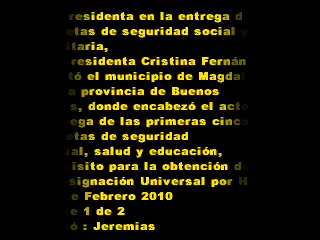 residenta en la entrega d
etas de seguridad social y
itaria,
residenta Cristina Fernán
tó el municipio de Magdal
a provincia de Buenos
s, donde encabezó el acto
ega de las primeras cinco
etas de seguridad
al, salud y educación,
isito para la obtención d
signación Universal por H
e Febrero 2010
e 1 de 2
ó : Jeremias